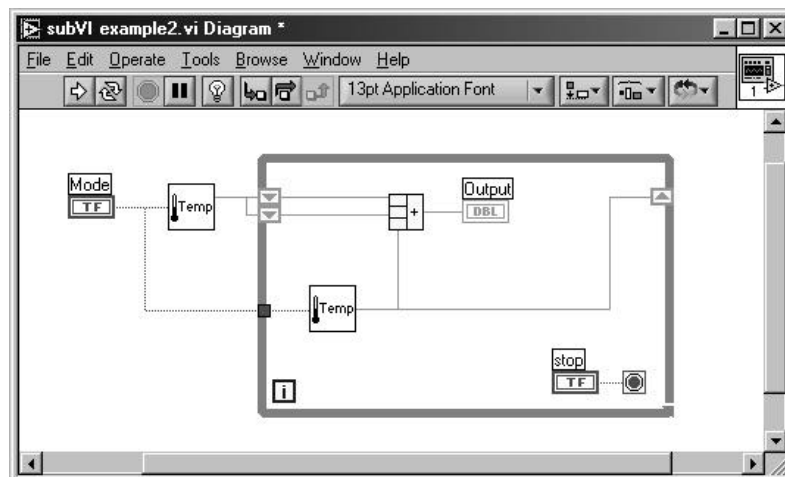 subVI example2.vi Diagram *
File Edit Operate Tools Browse Window Help
13pt Application Font
1
Mode
TF
Temp
Output
DBL
+
Temp
stop
TF
i